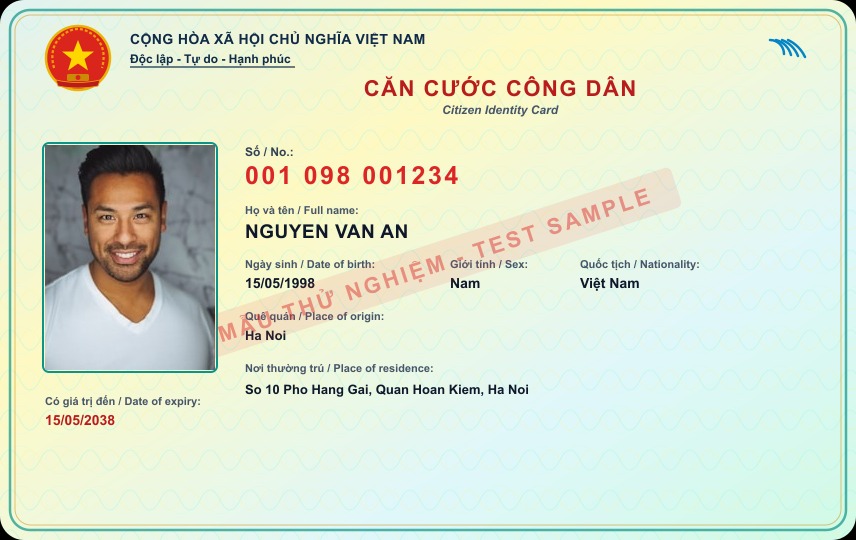 CỘNG HÒA XÃ HỘI CHỦ NGHĨA VIỆT NAM
Độc lập - Tự do - Hạnh phúc
CĂN CƯỚC CÔNG DÂN
Citizen Identity Card
Số / No.:
001 098 001234
Họ và tên / Full name:
NGUYEN VAN AN
Ngày sinh / Date of birth: Giới tính / Sex: Quốc tịch / Nationality:
15/05/1998 Nam Việt Nam
MẪU THỬ NGHIỆM - TEST SAMPLE
Quê quán / Place of origin:
Ha Noi
Nơi thường trú / Place of residence:
So 10 Pho Hang Gai, Quan Hoan Kiem, Ha Noi
Có giá trị đến / Date of expiry:
15/05/2038